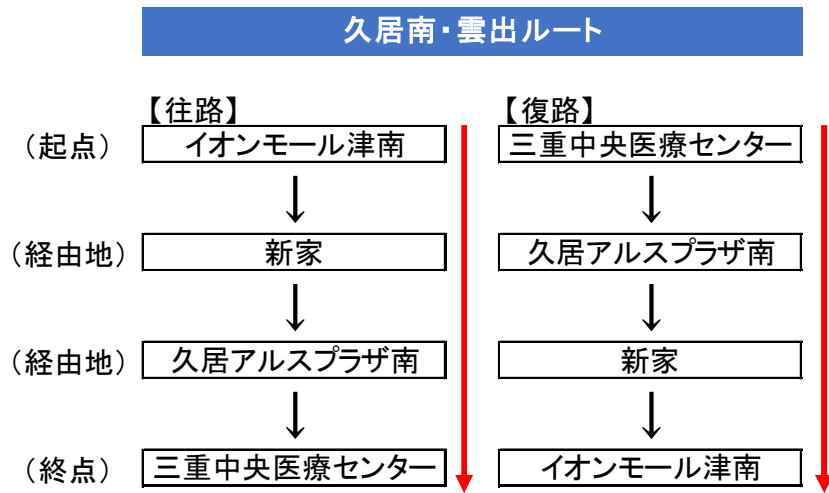 久居南・雲出ルート
【往路】 【復路】
（起点） イオンモール津南 三重中央医療センター
↓ ↓
（経由地） 新家 久居アルスプラザ南
↓ ↓
（経由地） 久居アルスプラザ南 新家
↓ ↓
（終点） 三重中央医療センター イオンモール津南